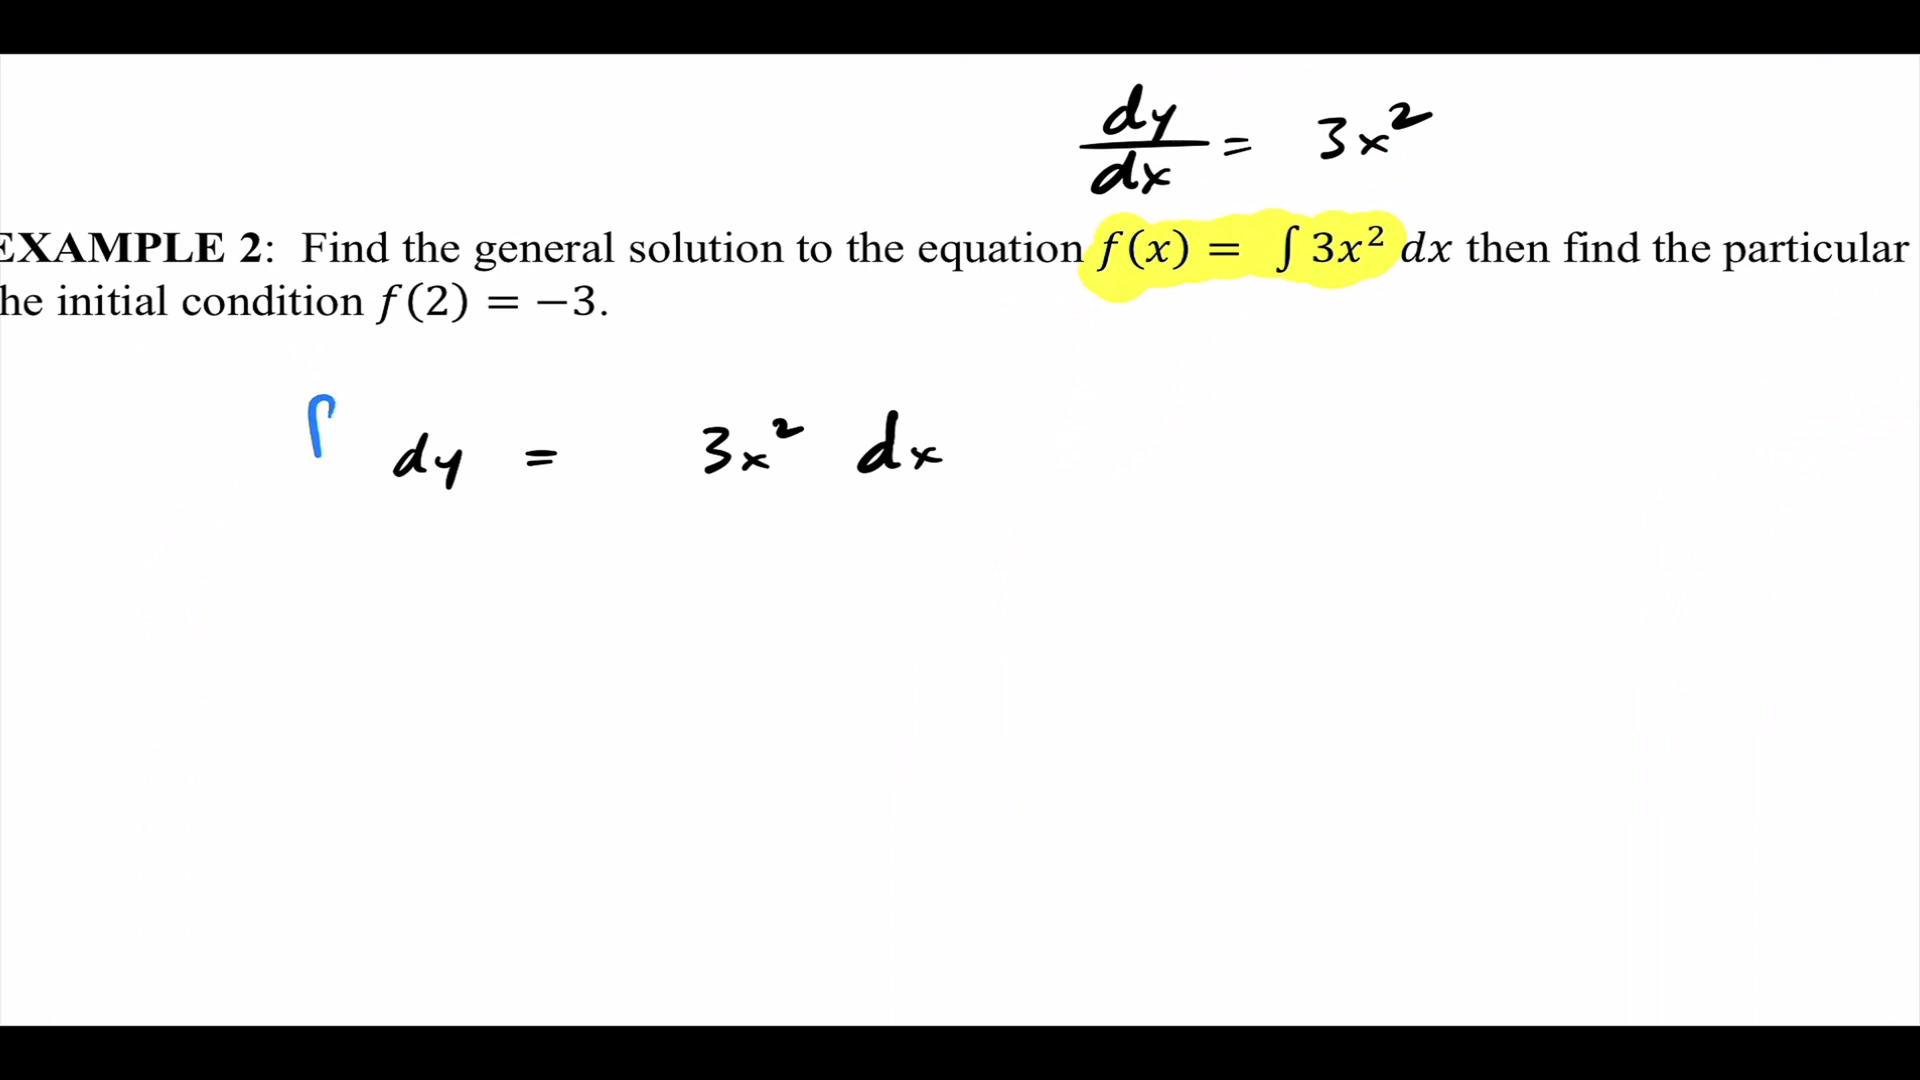 dy/dx = 3x²
EXAMPLE 2: Find the general solution to the equation f(x) = ∫ 3x² dx then find the particular
he initial condition f(2) = −3.
∫ dy = 3x² dx